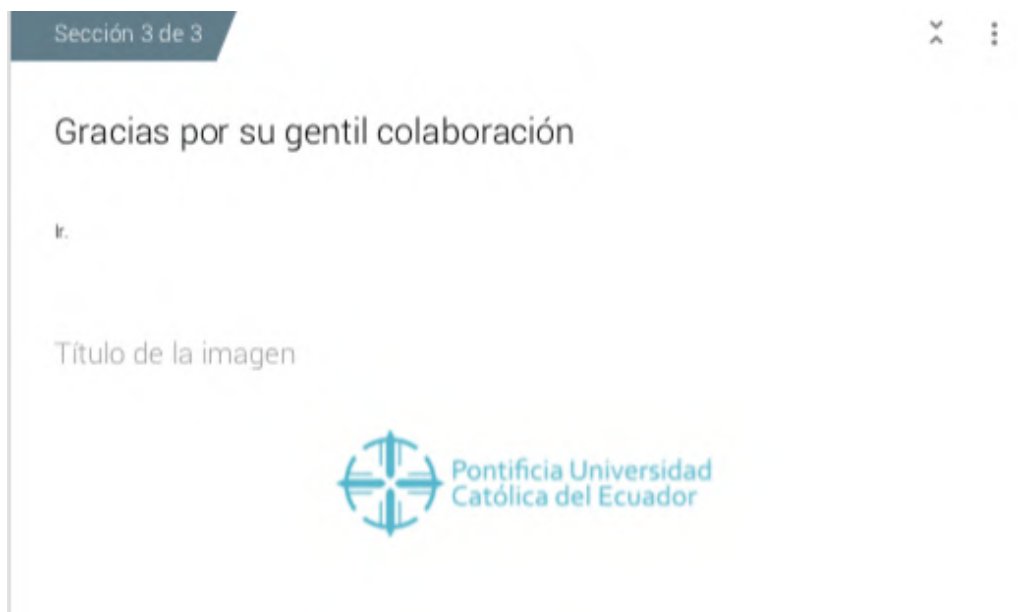 Sección 3 de 3
Gracias por su gentil colaboración
Ir.
Título de la imagen
Pontificia Universidad
Católica del Ecuador